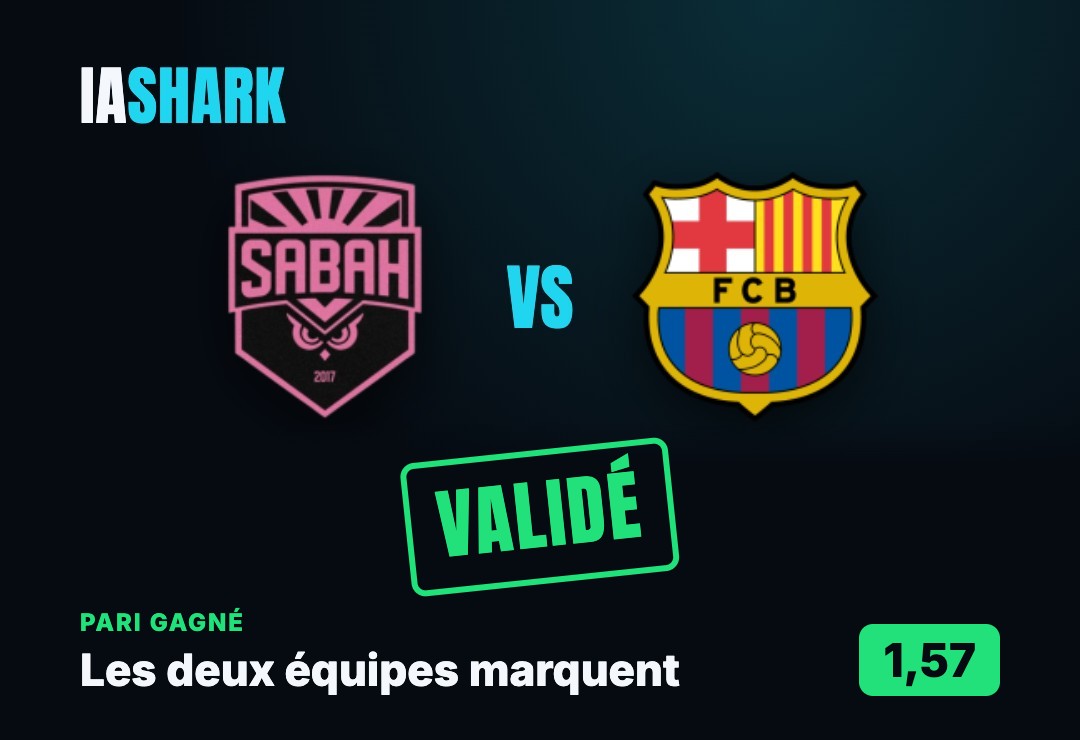 IASHARK
SABAH
2017
VS
FCB
VALIDÉ
PARI GAGNÉ
Les deux équipes marquent
1,57